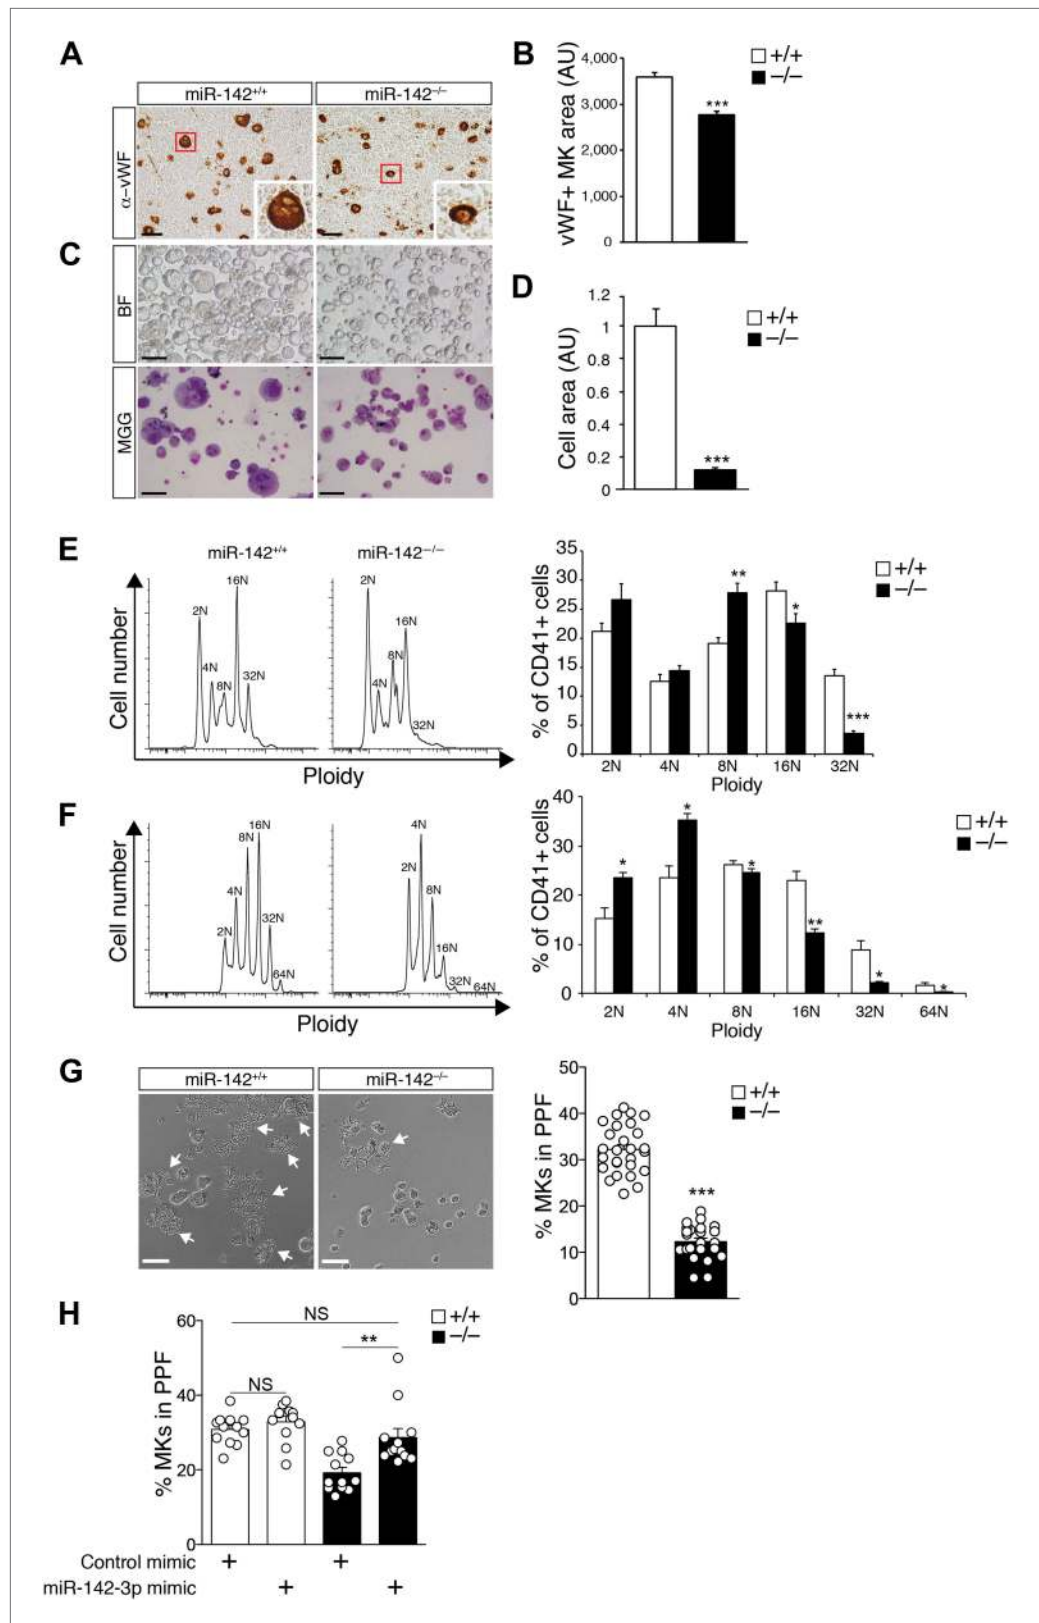 A
miR-142+/+
miR-142−/−
α−vWF
B
vWF+ MK area (AU)
4,000
3,000
2,000
1,000
0
***
+/+
−/−
C
BF
MGG
D
Cell area (AU)
1.2
1
0.8
0.6
0.4
0.2
0
***
+/+
−/−
E
miR-142+/+
miR-142−/−
Cell number
2N
4N
8N
16N
32N
2N
4N
8N
16N
32N
Ploidy
% of CD41+ cells
35
30
25
20
15
10
5
0
**
*
***
2N 4N 8N 16N 32N
Ploidy
+/+
−/−
F
Cell number
2N
4N
8N
16N
32N
64N
2N
4N
8N
16N
32N
64N
Ploidy
% of CD41+ cells
40
30
20
10
0
*
*
*
**
*
*
2N 4N 8N 16N 32N 64N
Ploidy
+/+
−/−
G
miR-142+/+
miR-142−/−
% MKs in PPF
50
40
30
20
10
0
***
+/+
−/−
H
% MKs in PPF
60
40
20
0
NS
NS
**
+/+
−/−
Control mimic + +
miR-142-3p mimic + +